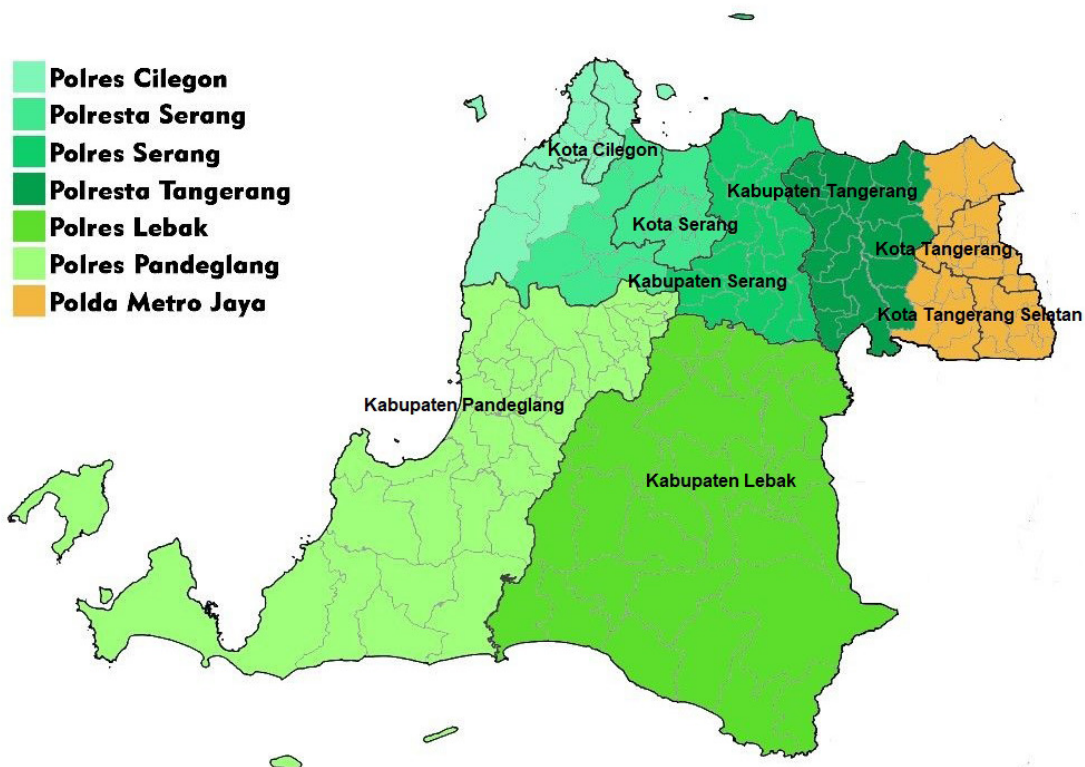 Polres Cilegon
Polresta Serang
Polres Serang
Polresta Tangerang
Polres Lebak
Polres Pandeglang
Polda Metro Jaya
Kota Cilegon
Kabupaten Tangerang
Kota Serang
Kota Tangerang
Kabupaten Serang
Kota Tangerang Selatan
Kabupaten Pandeglang
Kabupaten Lebak